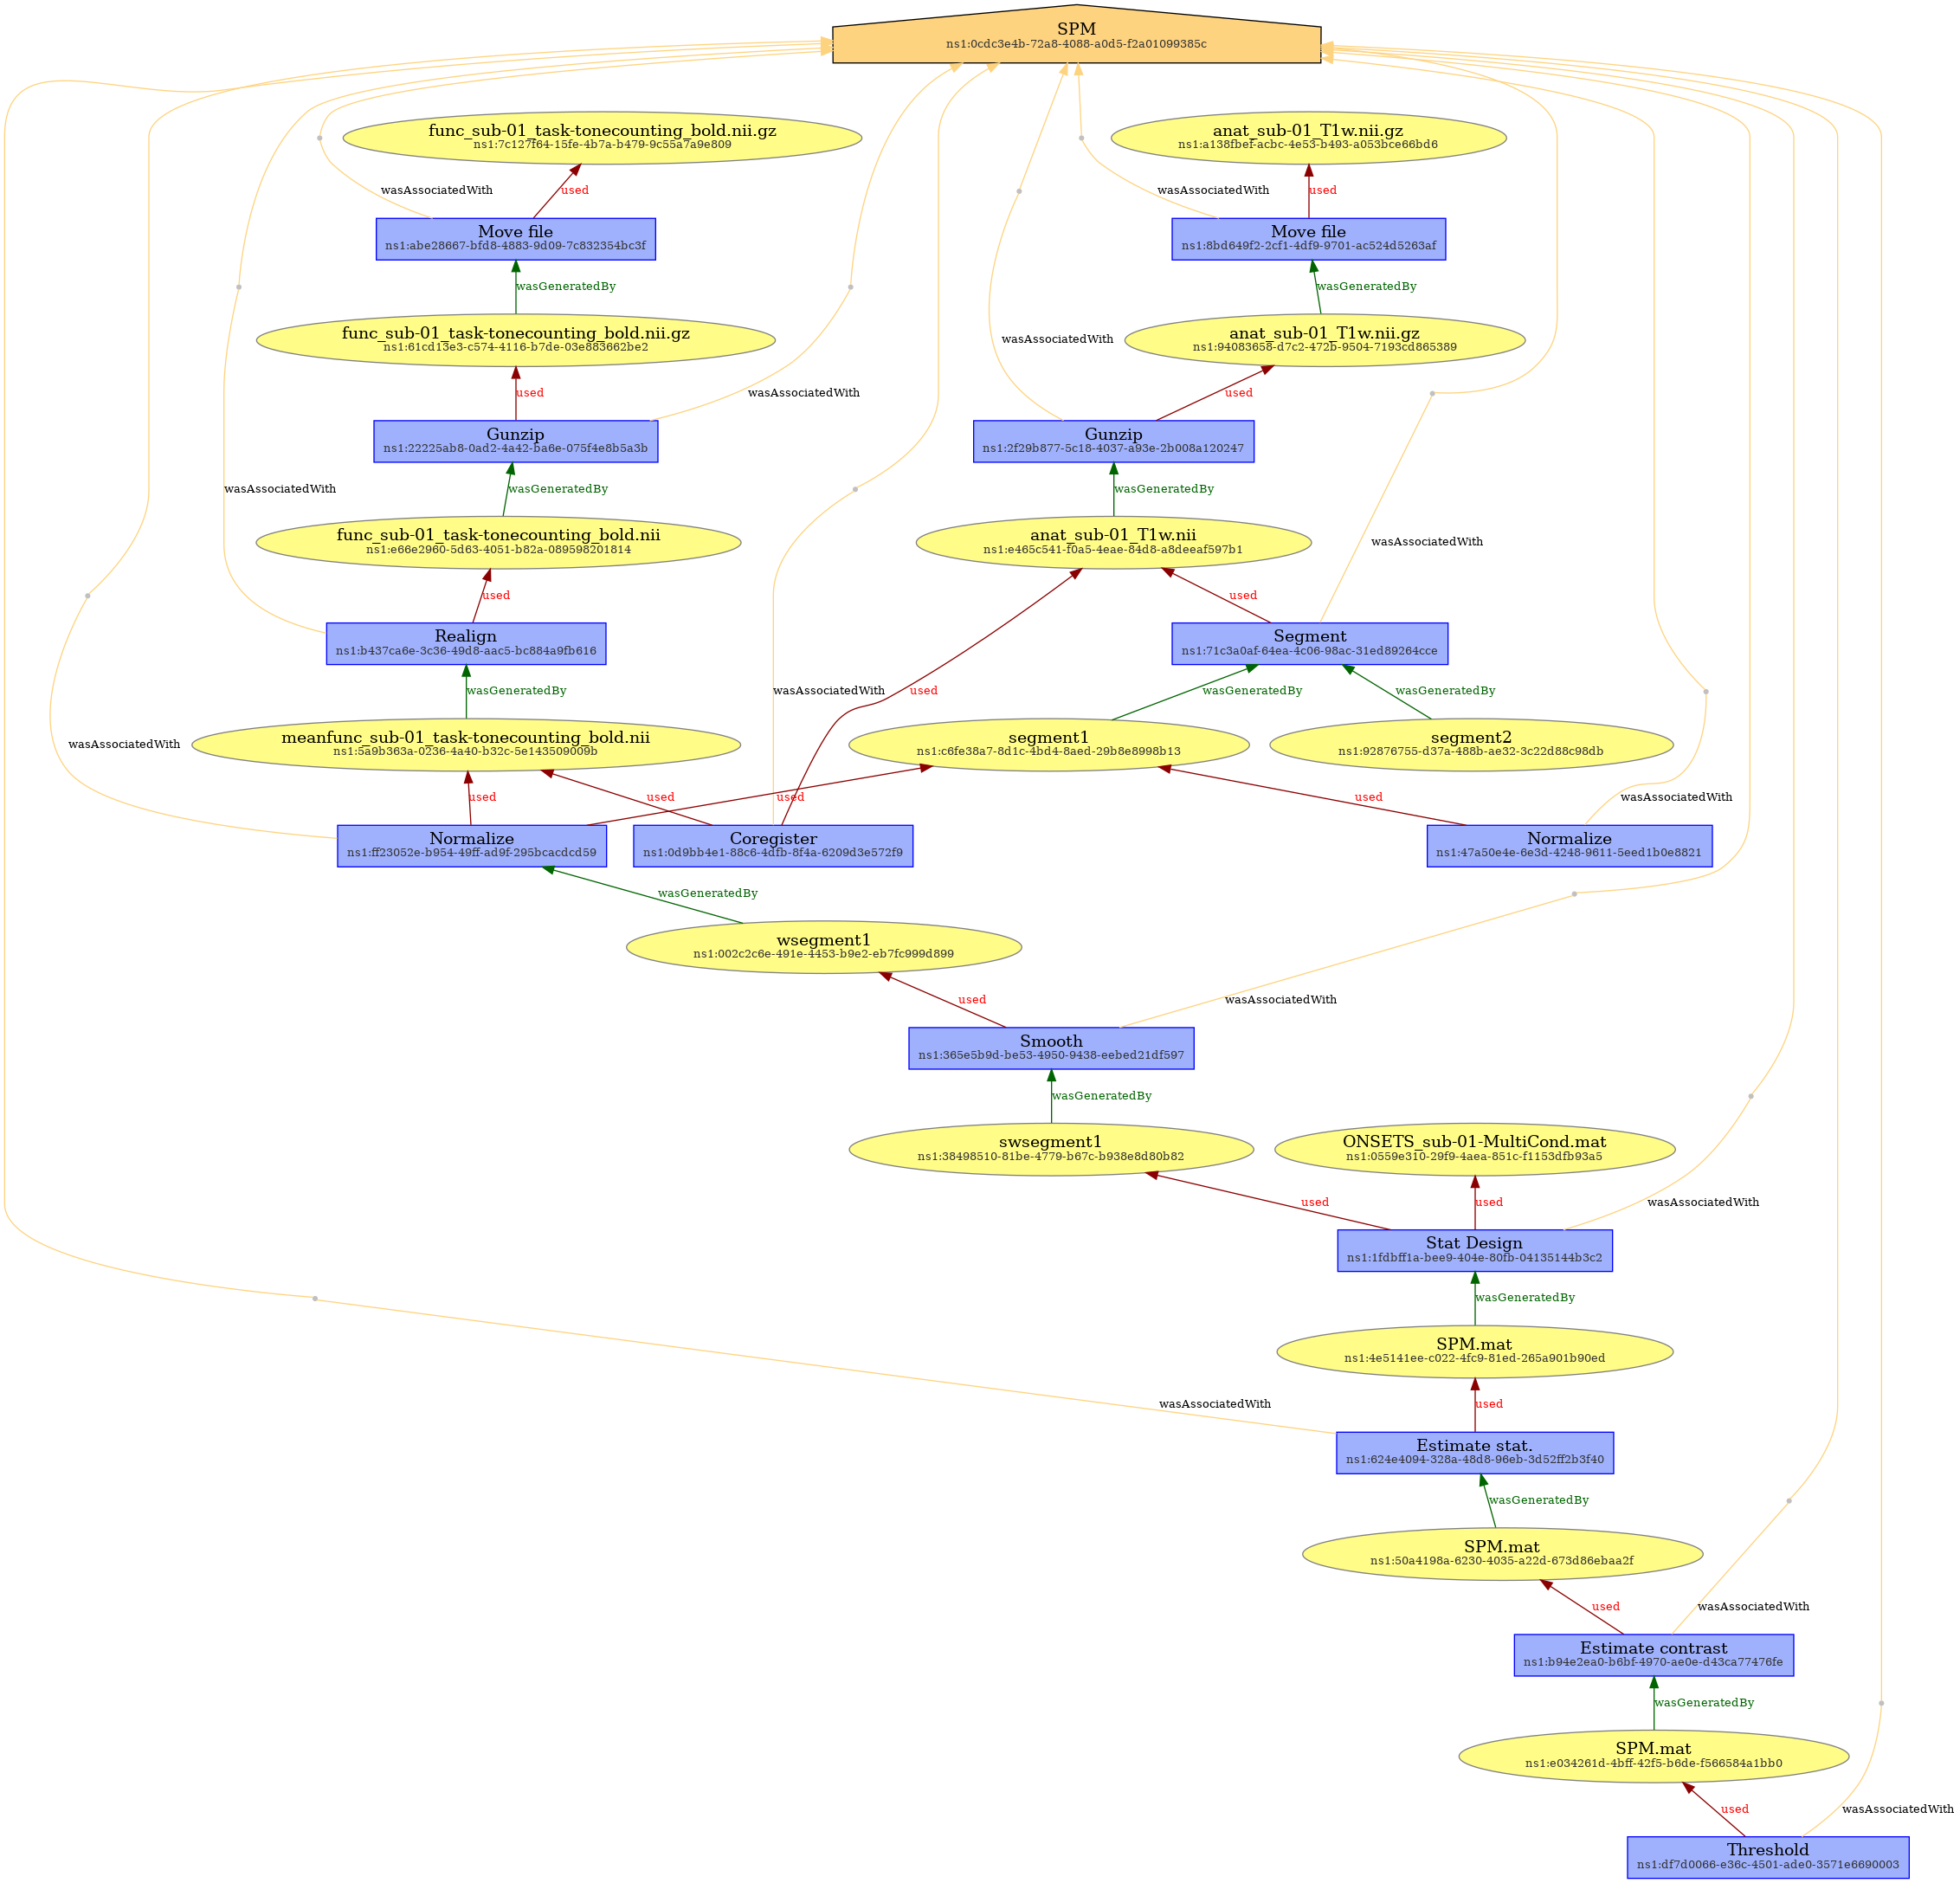 SPM
ns1:0cdc3e4b-72a8-4088-a0d5-f2a01099385c
func_sub-01_task-tonecounting_bold.nii.gz
ns1:7c127f64-15fe-4b7a-b479-9c55a7a9e809
anat_sub-01_T1w.nii.gz
ns1:a138fbef-acbc-4e53-b493-a053bce66bd6
wasAssociatedWith
used
wasAssociatedWith
used
Move file
ns1:abe28667-bfd8-4883-9d09-7c832354bc3f
Move file
ns1:8bd649f2-2cf1-4df9-9701-ac524d5263af
wasGeneratedBy
wasGeneratedBy
func_sub-01_task-tonecounting_bold.nii.gz
ns1:61cd13e3-c574-4116-b7de-03e883662be2
wasAssociatedWith
anat_sub-01_T1w.nii.gz
ns1:94083658-d7c2-472b-9504-7193cd865389
used
wasAssociatedWith
used
Gunzip
ns1:22225ab8-0ad2-4a42-ba6e-075f4e8b5a3b
Gunzip
ns1:2f29b877-5c18-4037-a93e-2b008a120247
wasAssociatedWith
wasGeneratedBy
wasGeneratedBy
func_sub-01_task-tonecounting_bold.nii
ns1:e66e2960-5d63-4051-b82a-089598201814
anat_sub-01_T1w.nii
ns1:e465c541-f0a5-4eae-84d8-a8deeaf597b1
wasAssociatedWith
used
used
Realign
ns1:b437ca6e-3c36-49d8-aac5-bc884a9fb616
Segment
ns1:71c3a0af-64ea-4c06-98ac-31ed89264cce
wasGeneratedBy
wasAssociatedWith
used
wasGeneratedBy
wasGeneratedBy
wasAssociatedWith
meanfunc_sub-01_task-tonecounting_bold.nii
ns1:5a9b363a-0236-4a40-b32c-5e143509009b
segment1
ns1:c6fe38a7-8d1c-4bd4-8aed-29b8e8998b13
segment2
ns1:92876755-d37a-488b-ae32-3c22d88c98db
used
used
used
used
wasAssociatedWith
Normalize
ns1:ff23052e-b954-49ff-ad9f-295bcacdcd59
Coregister
ns1:0d9bb4e1-88c6-4dfb-8f4a-6209d3e572f9
Normalize
ns1:47a50e4e-6e3d-4248-9611-5eed1b0e8821
wasGeneratedBy
wsegment1
ns1:002c2c6e-491e-4453-b9e2-eb7fc999d899
used
wasAssociatedWith
Smooth
ns1:365e5b9d-be53-4950-9438-eebed21df597
wasGeneratedBy
swsegment1
ns1:38498510-81be-4779-b67c-b938e8d80b82
ONSETS_sub-01-MultiCond.mat
ns1:0559e310-29f9-4aea-851c-f1153dfb93a5
used
used
wasAssociatedWith
Stat Design
ns1:1fdbff1a-bee9-404e-80fb-04135144b3c2
wasGeneratedBy
SPM.mat
ns1:4e5141ee-c022-4fc9-81ed-265a901b90ed
wasAssociatedWith
used
Estimate stat.
ns1:624e4094-328a-48d8-96eb-3d52ff2b3f40
wasGeneratedBy
SPM.mat
ns1:50a4198a-6230-4035-a22d-673d86ebaa2f
used
wasAssociatedWith
Estimate contrast
ns1:b94e2ea0-b6bf-4970-ae0e-d43ca77476fe
wasGeneratedBy
SPM.mat
ns1:e034261d-4bff-42f5-b6de-f566584a1bb0
used
wasAssociatedWith
Threshold
ns1:df7d0066-e36c-4501-ade0-3571e6690003